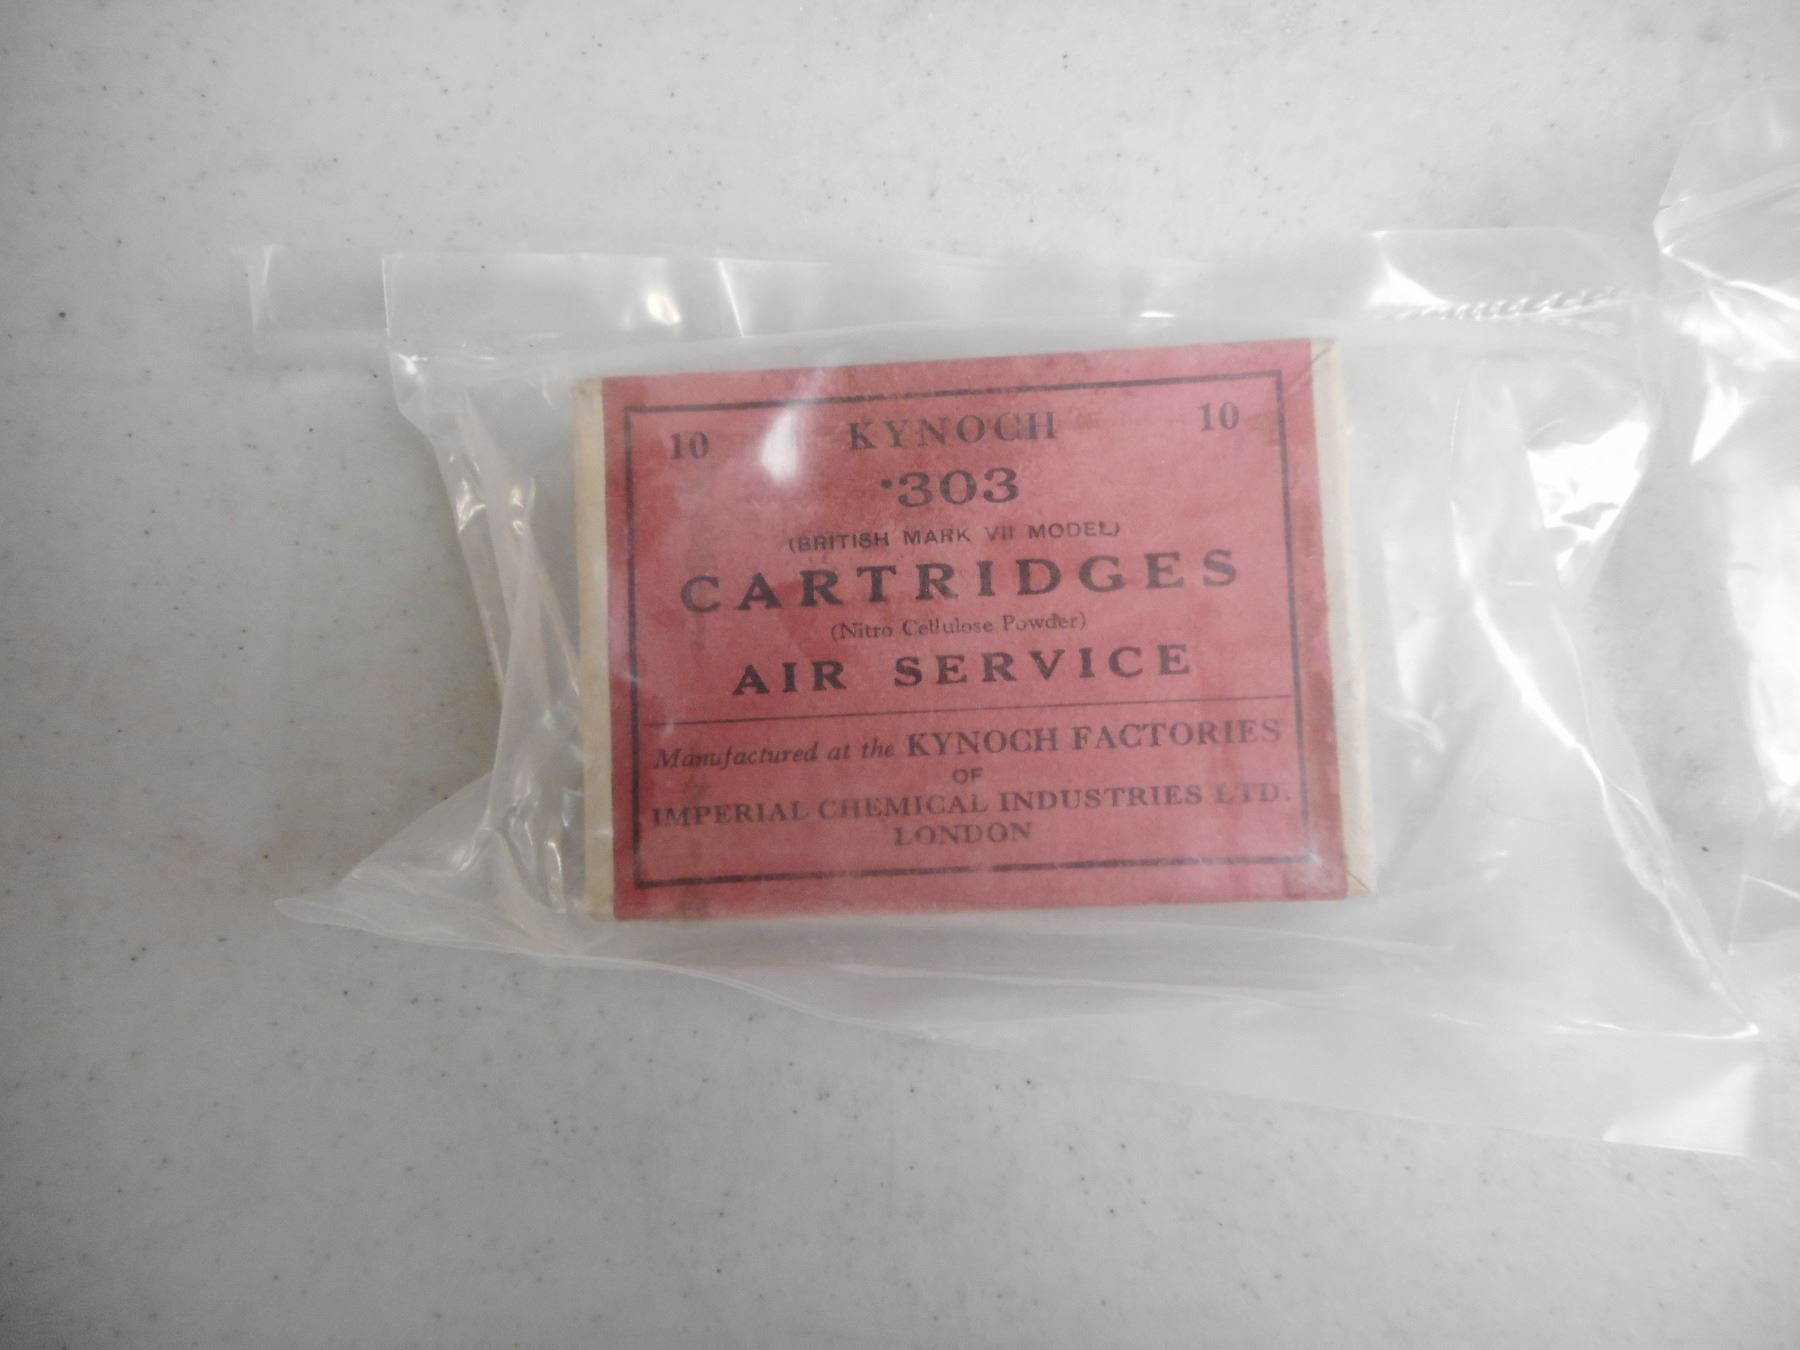 10 KYNOCH 10
·303
(BRITISH MARK VII MODEL)
CARTRIDGES
(Nitro Cellulose Powder)
AIR SERVICE
Manufactured at the KYNOCH FACTORIES
OF
IMPERIAL CHEMICAL INDUSTRIES LTD.
LONDON